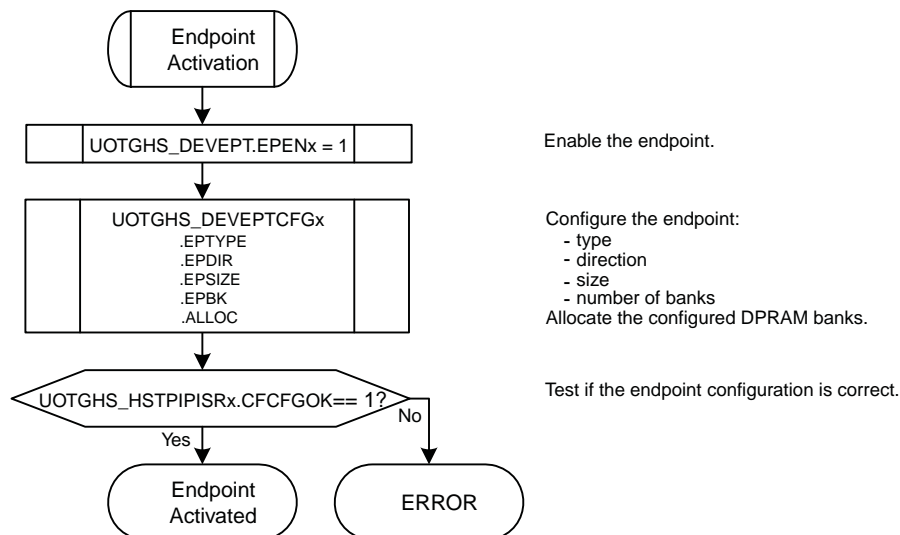 Endpoint
Activation
UOTGHS_DEVEPT.EPENx = 1
Enable the endpoint.
UOTGHS_DEVEPTCFGx
.EPTYPE
.EPDIR
.EPSIZE
.EPBK
.ALLOC
Configure the endpoint:
- type
- direction
- size
- number of banks
Allocate the configured DPRAM banks.
UOTGHS_HSTPIPISRx.CFCFGOK== 1?
Test if the endpoint configuration is correct.
No
Yes
Endpoint
Activated
ERROR